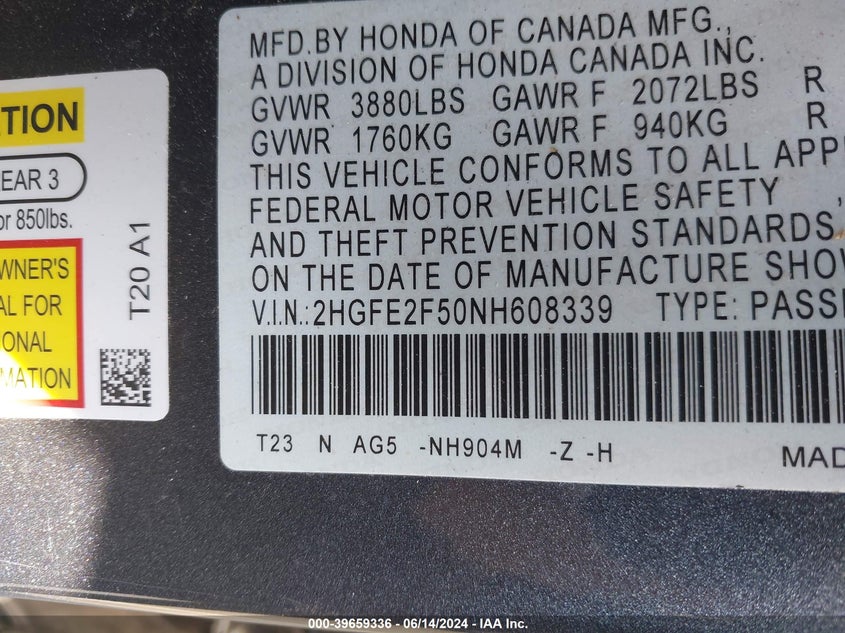 TION
EAR 3
or 850lbs.
WNER'S
AL FOR
ONAL
MATION
T20 A1
MFD.BY HONDA OF CANADA MFG.,
A DIVISION OF HONDA CANADA INC.
GVWR 3880LBS GAWR F 2072LBS R
GVWR 1760KG GAWR F 940KG R
THIS VEHICLE CONFORMS TO ALL APP
FEDERAL MOTOR VEHICLE SAFETY ,
AND THEFT PREVENTION STANDARDS
ON THE DATE OF MANUFACTURE SHO
V.I.N.:2HGFE2F50NH608339 TYPE: PASS
T23 N AG5 -NH904M -Z -H
MAD
000-39659336 - 06/14/2024 - IAA Inc.